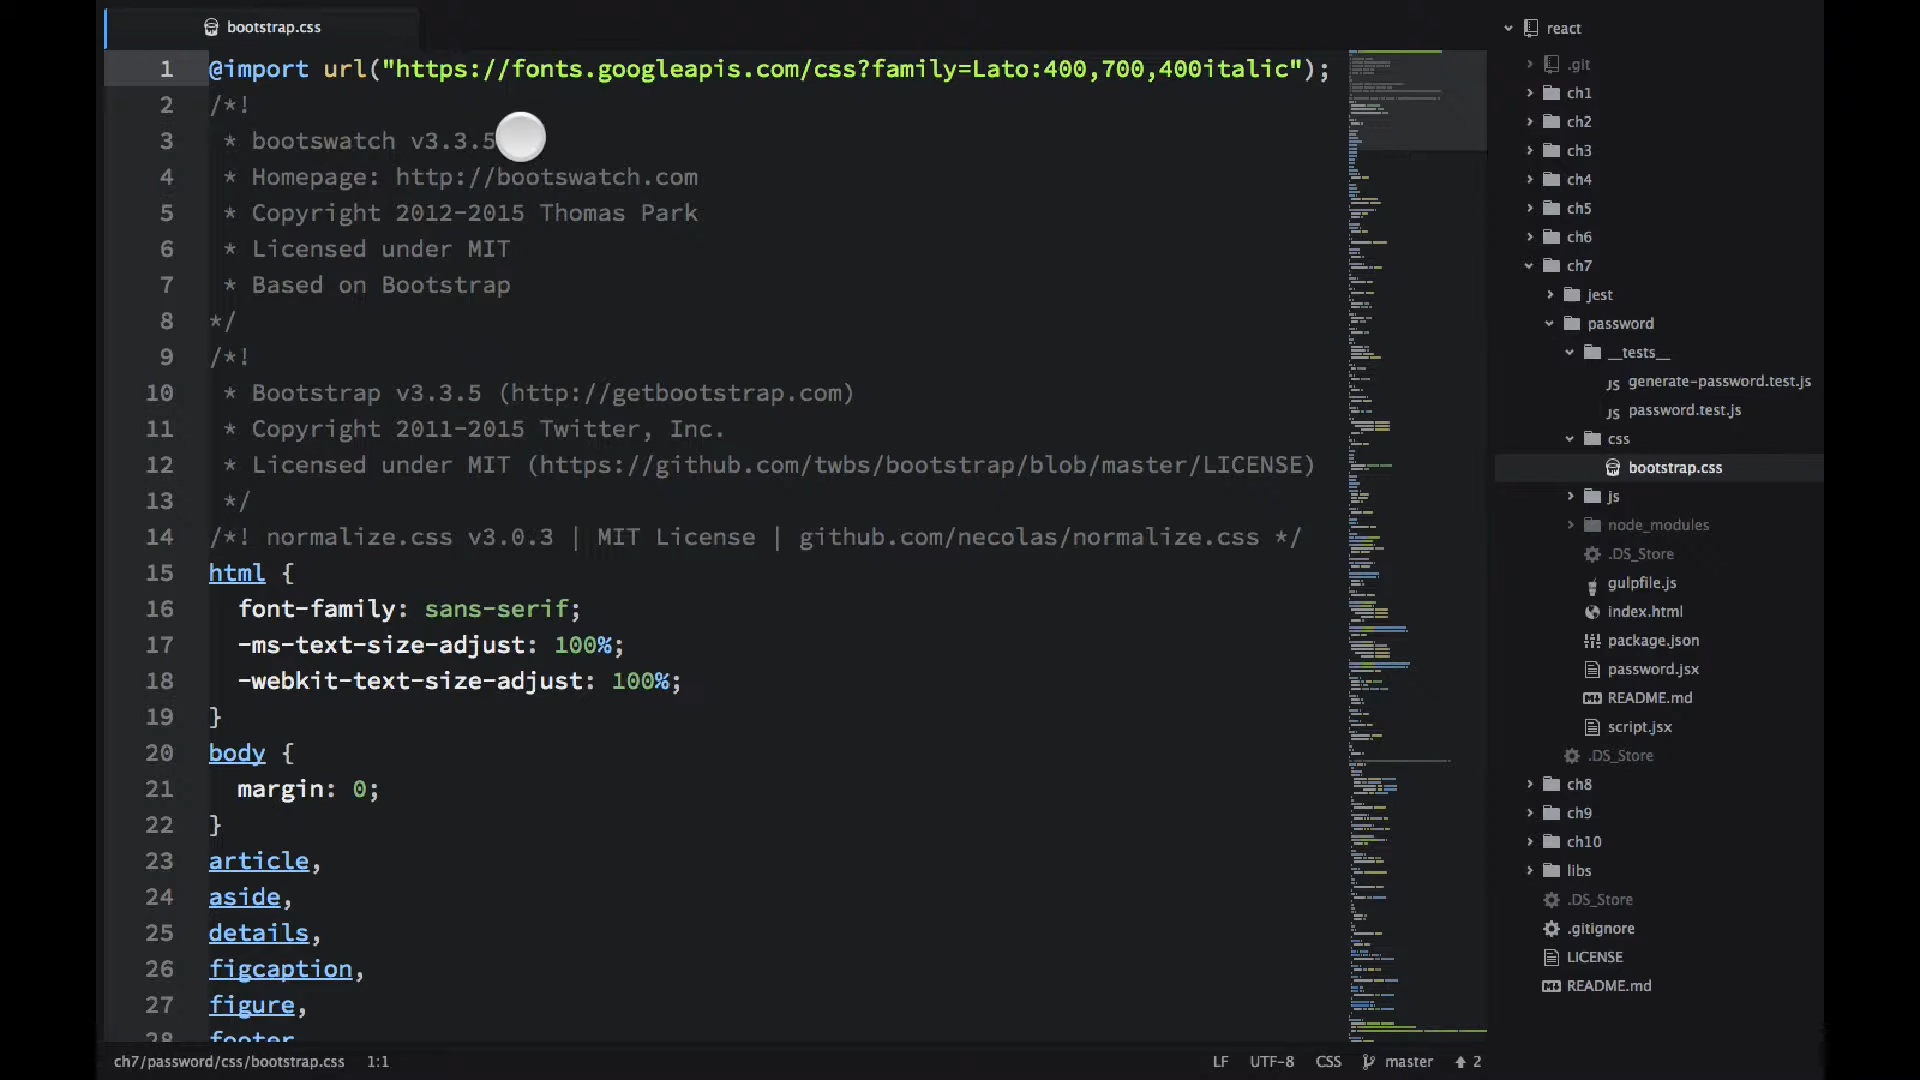 bootstrap.css
1 @import url("https://fonts.googleapis.com/css?family=Lato:400,700,400italic");
2 /*!
3  * bootswatch v3.3.5
4  * Homepage: http://bootswatch.com
5  * Copyright 2012-2015 Thomas Park
6  * Licensed under MIT
7  * Based on Bootstrap
8 */
9 /*!
10  * Bootstrap v3.3.5 (http://getbootstrap.com)
11  * Copyright 2011-2015 Twitter, Inc.
12  * Licensed under MIT (https://github.com/twbs/bootstrap/blob/master/LICENSE)
13  */
14 /*! normalize.css v3.0.3 | MIT License | github.com/necolas/normalize.css */
15 html {
16   font-family: sans-serif;
17   -ms-text-size-adjust: 100%;
18   -webkit-text-size-adjust: 100%;
19 }
20 body {
21   margin: 0;
22 }
23 article,
24 aside,
25 details,
26 figcaption,
27 figure,
28 footer
react
.git
ch1
ch2
ch3
ch4
ch5
ch6
ch7
jest
password
__tests__
JS generate-password.test.js
JS password.test.js
css
bootstrap.css
js
node_modules
.DS_Store
gulpfile.js
index.html
package.json
password.jsx
README.md
script.jsx
.DS_Store
ch8
ch9
ch10
libs
.DS_Store
.gitignore
LICENSE
README.md
ch7/password/css/bootstrap.css 1:1 LF UTF-8 CSS master 2